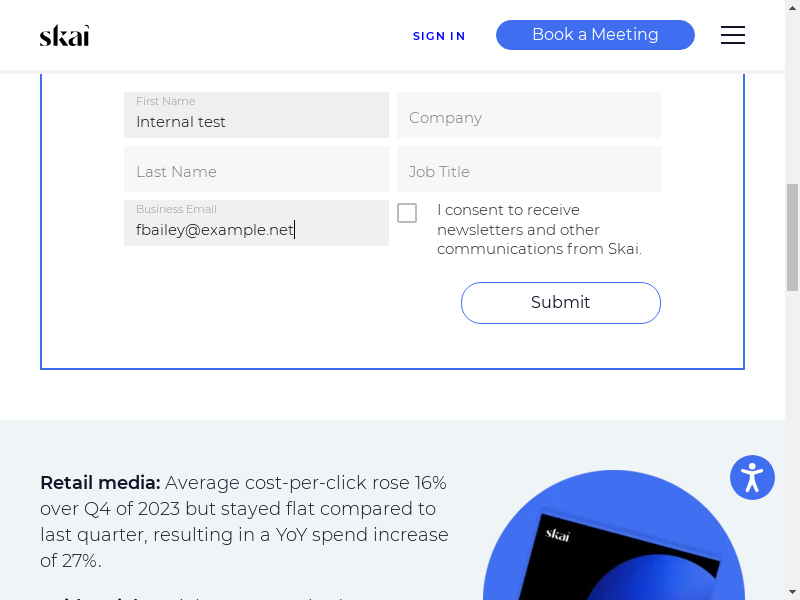 skai
SIGN IN
Book a Meeting
First Name
Internal test
Company
Last Name
Job Title
Business Email
fbailey@example.net
I consent to receive
newsletters and other
communications from Skai.
Submit
Retail media: Average cost-per-click rose 16%
over Q4 of 2023 but stayed flat compared to
last quarter, resulting in a YoY spend increase
of 27%.
skai